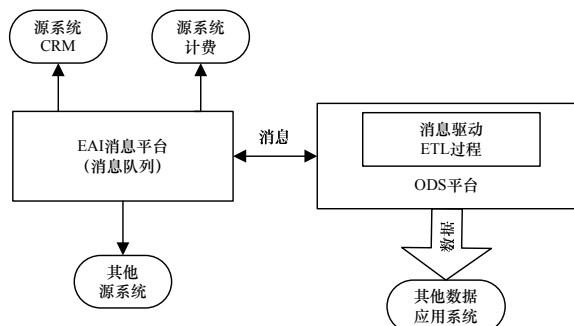 源系统
CRM
源系统
计费
EAI消息平台
（消息队列）
消息
消息驱动
ETL过程
ODS平台
数据
其他
源系统
其他数据
应用系统